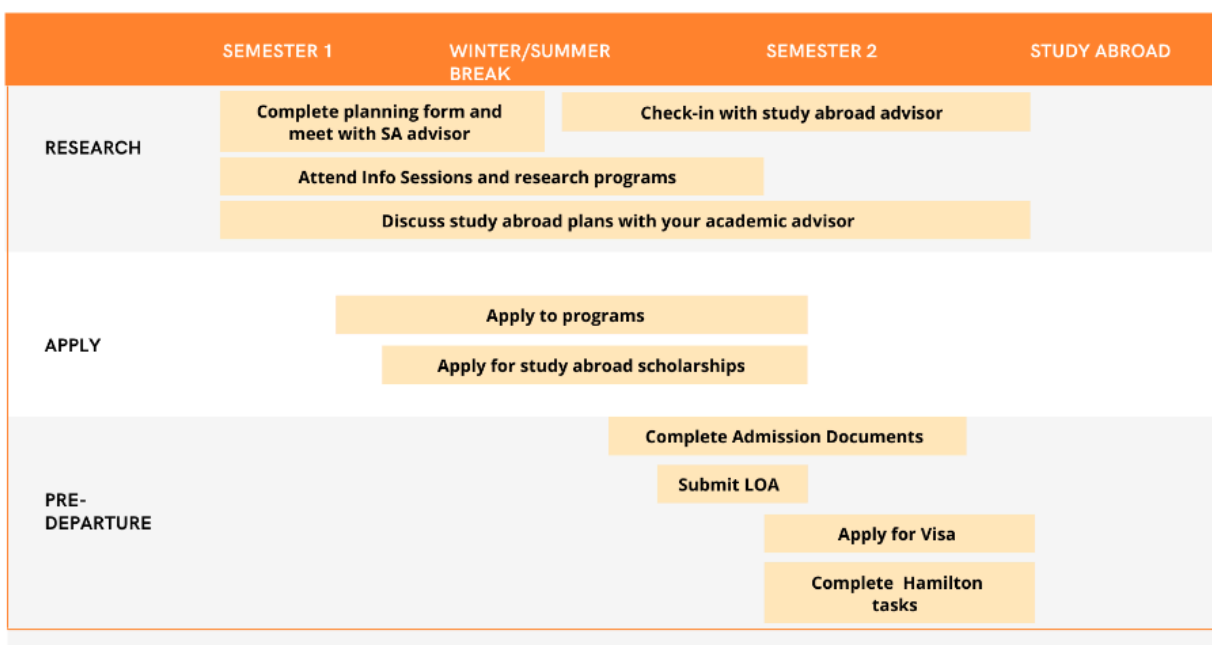 SEMESTER 1
WINTER/SUMMER
BREAK
SEMESTER 2
STUDY ABROAD
RESEARCH
Complete planning form and
meet with SA advisor
Check-in with study abroad advisor
Attend Info Sessions and research programs
Discuss study abroad plans with your academic advisor
APPLY
Apply to programs
Apply for study abroad scholarships
PRE-
DEPARTURE
Complete Admission Documents
Submit LOA
Apply for Visa
Complete Hamilton
tasks